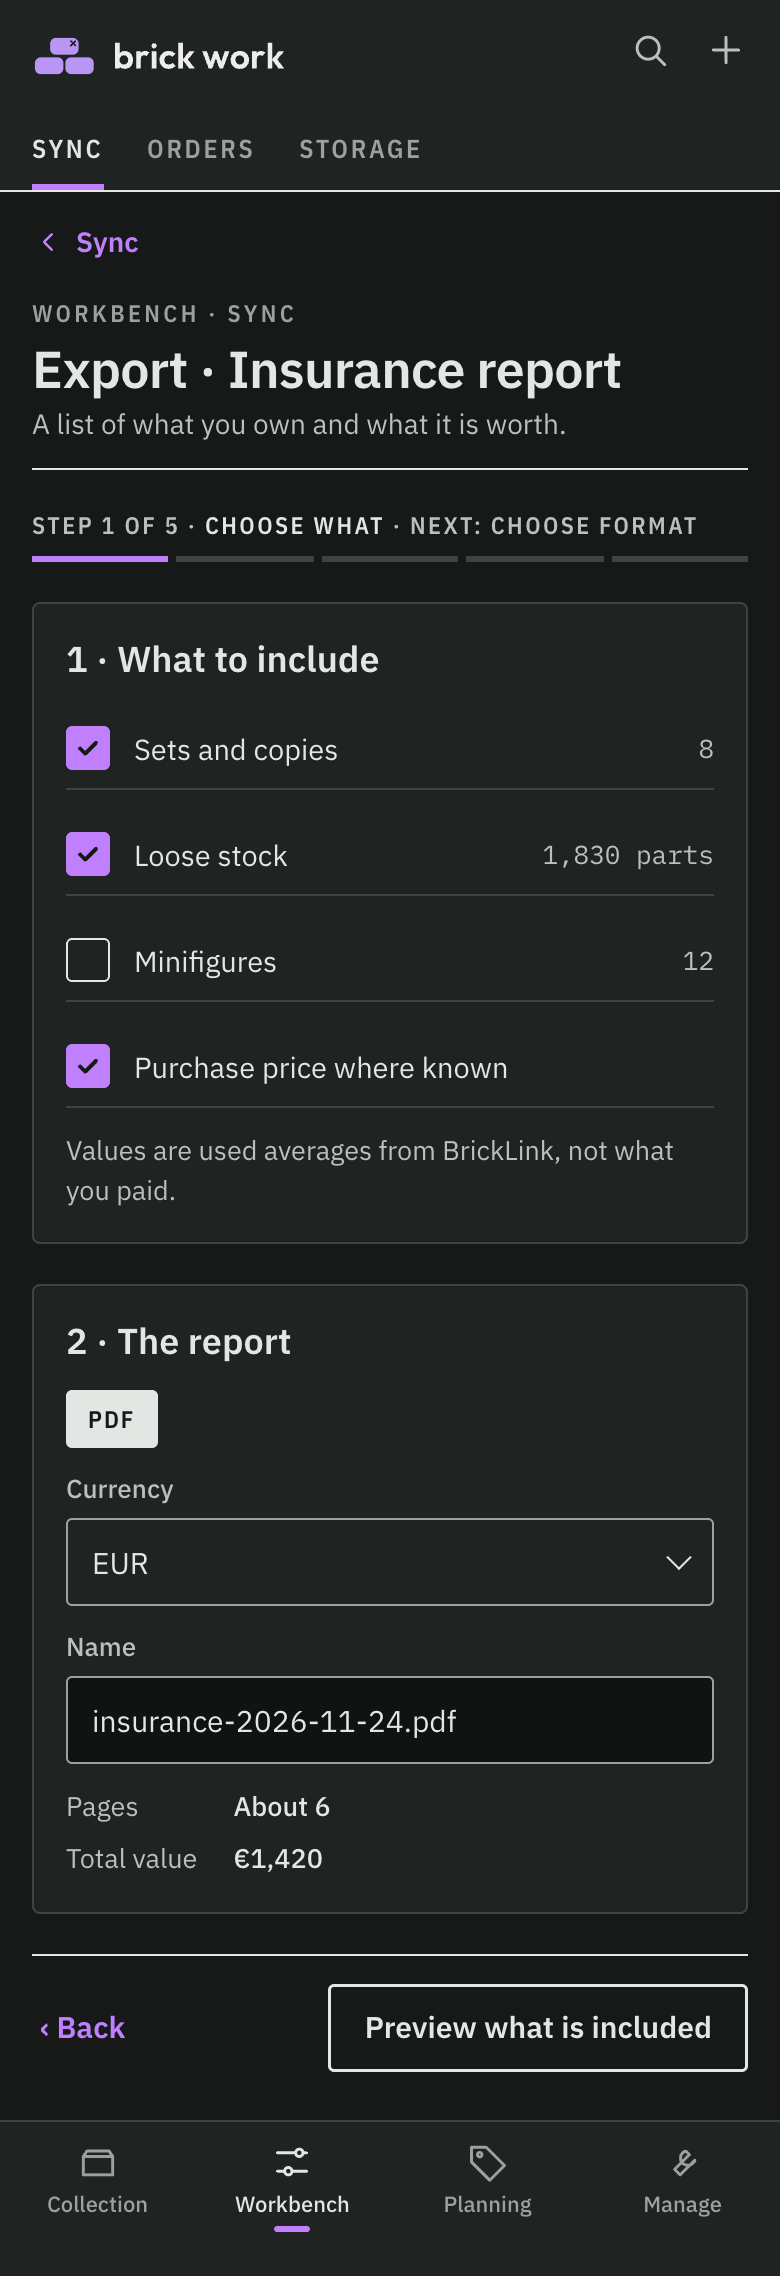 brick work
SYNC ORDERS STORAGE
Sync
WORKBENCH · SYNC
Export · Insurance report
A list of what you own and what it is worth.
STEP 1 OF 5 · CHOOSE WHAT · NEXT: CHOOSE FORMAT
1 · What to include
Sets and copies 8
Loose stock 1,830 parts
Minifigures 12
Purchase price where known
Values are used averages from BrickLink, not what
you paid.
2 · The report
PDF
Currency
EUR
Name
insurance-2026-11-24.pdf
Pages About 6
Total value €1,420
‹ Back Preview what is included
Collection Workbench Planning Manage